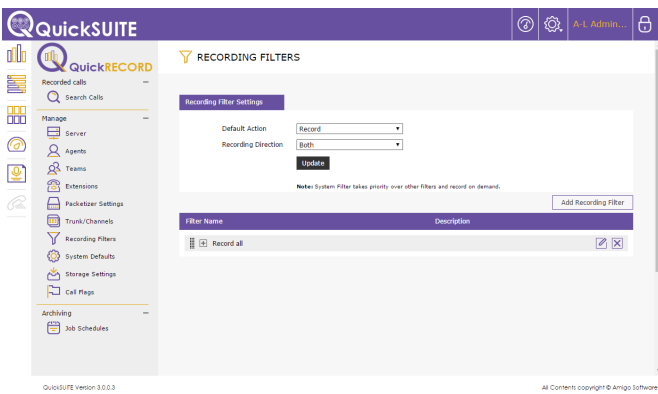 QuickSUITE
A-L Admin...
QuickRECORD
Recorded calls
Search Calls
Manage
Server
Agents
Teams
Extensions
Packetizer Settings
Trunk/Channels
Recording Filters
System Defaults
Storage Settings
Call Flags
Archiving
Job Schedules
RECORDING FILTERS
Recording Filter Settings
Default Action Record
Recording Direction Both
Update
Note: System Filter takes priority over other filters and record on demand.
Add Recording Filter
Filter Name Description
Record all
QuickSUITE Version 3.0.0.3 All Contents copyright © Amigo Software